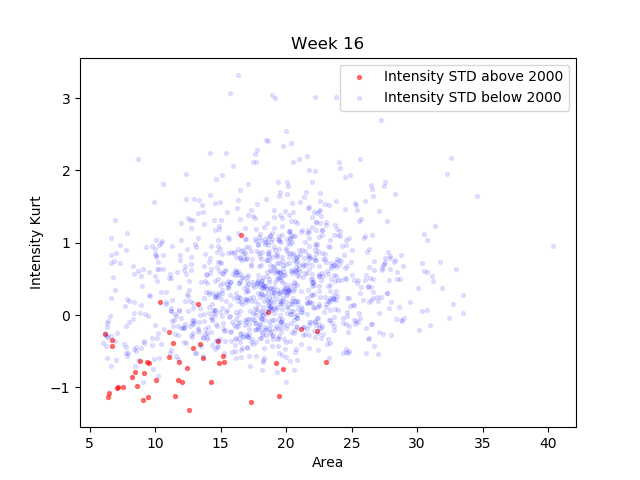 Week 16
Intensity STD above 2000
Intensity STD below 2000
3
2
1
0
−1
Intensity Kurt
5 10 15 20 25 30 35 40
Area